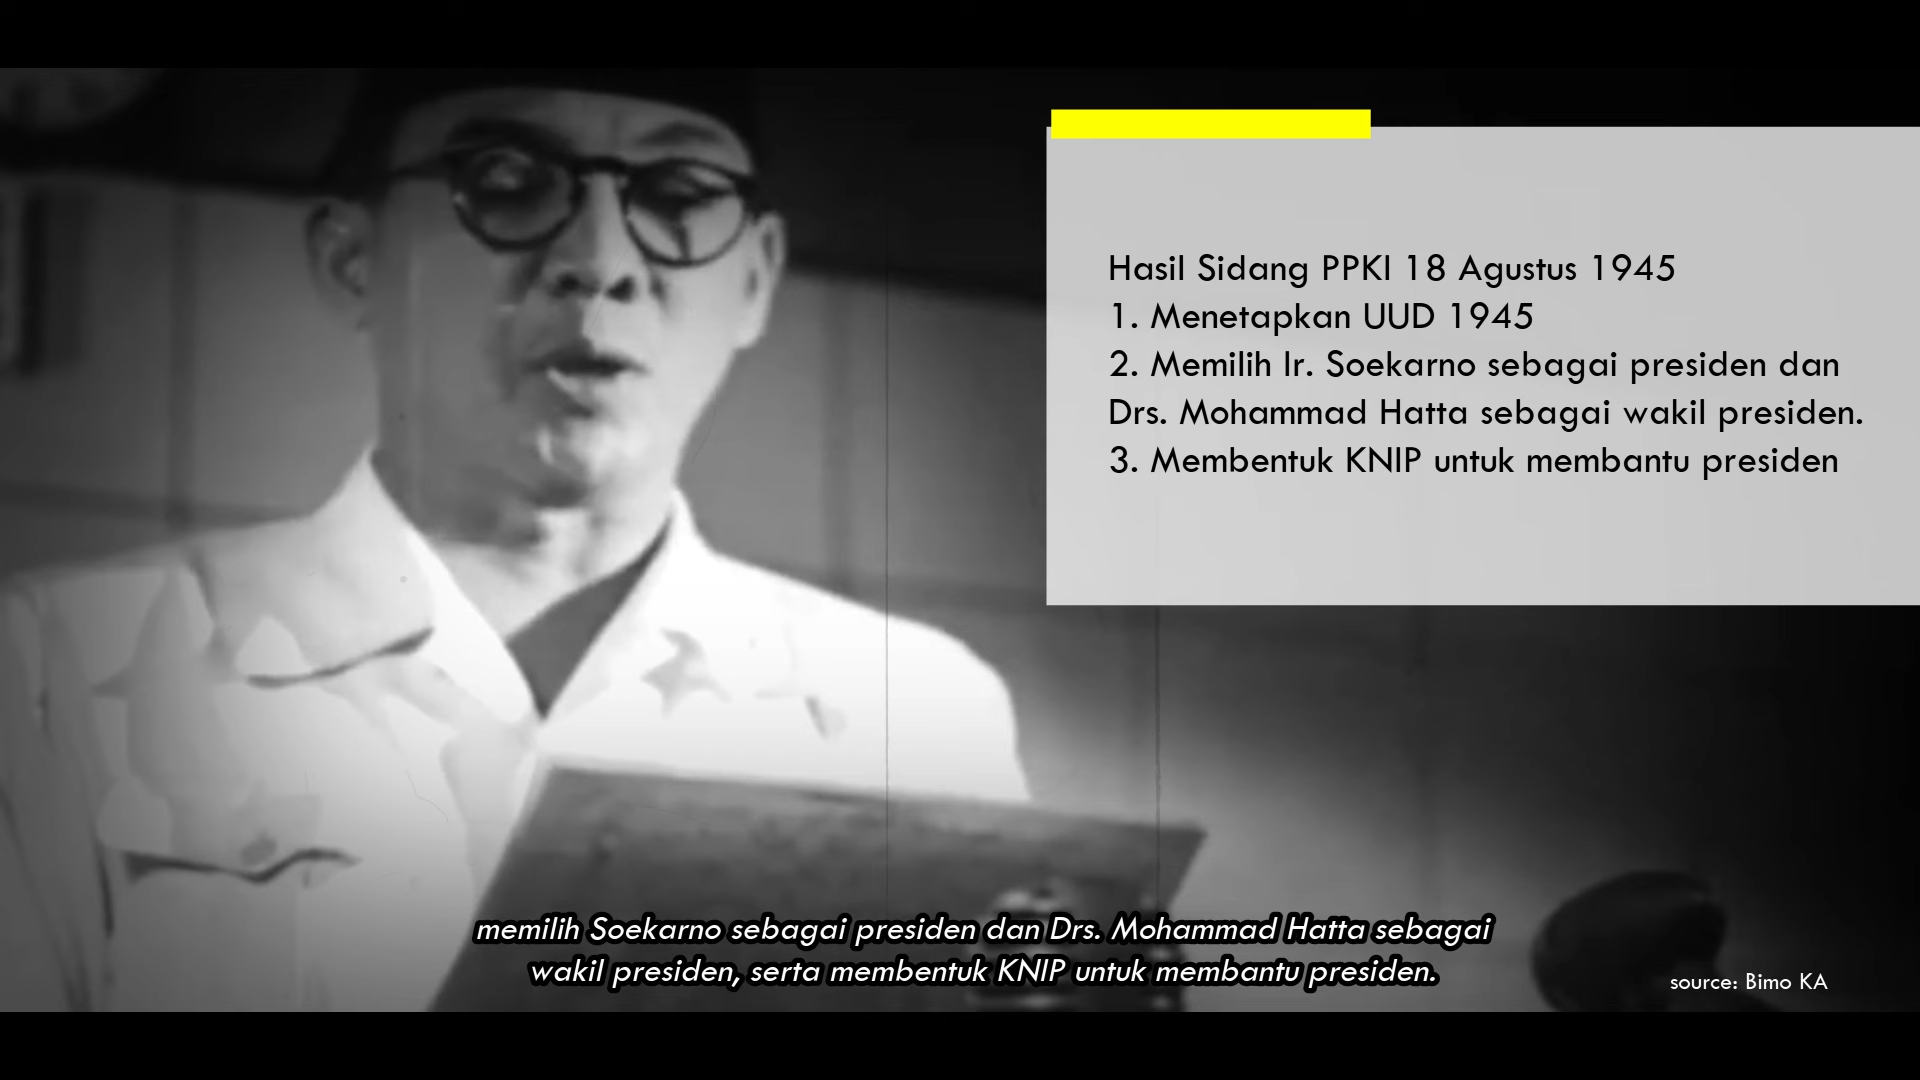 Hasil Sidang PPKI 18 Agustus 1945
1. Menetapkan UUD 1945
2. Memilih Ir. Soekarno sebagai presiden dan
Drs. Mohammad Hatta sebagai wakil presiden.
3. Membentuk KNIP untuk membantu presiden
memilih Soekarno sebagai presiden dan Drs. Mohammad Hatta sebagai
wakil presiden, serta membentuk KNIP untuk membantu presiden.
source: Bimo KA